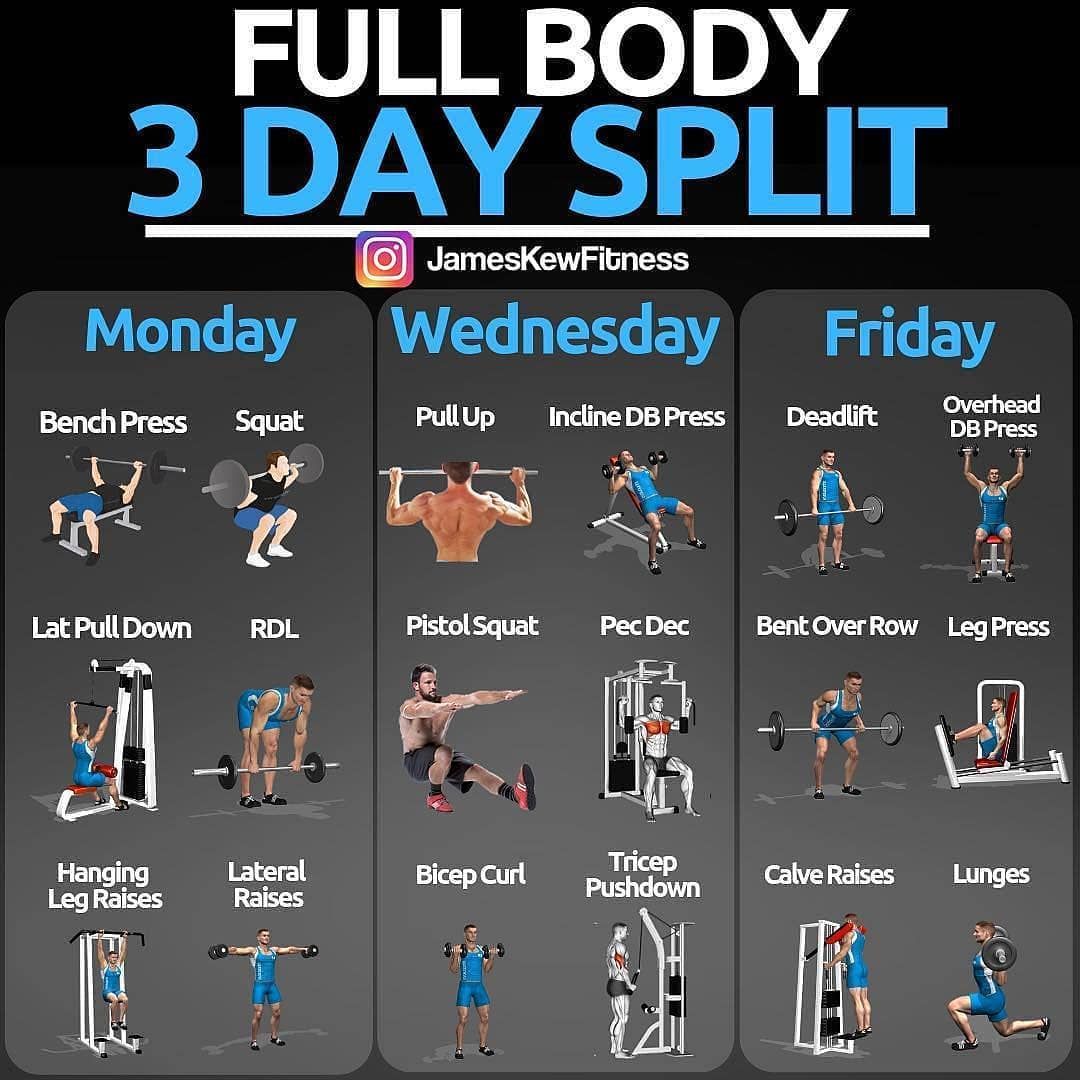 FULL BODY
3 DAY SPLIT
JamesKewFitness
Monday
Bench Press
Squat
Lat Pull Down
RDL
Hanging
Leg Raises
Lateral
Raises
Wednesday
Pull Up
Incline DB Press
Pistol Squat
Pec Dec
Bicep Curl
Tricep
Pushdown
Friday
Deadlift
Overhead
DB Press
Bent Over Row
Leg Press
Calve Raises
Lunges